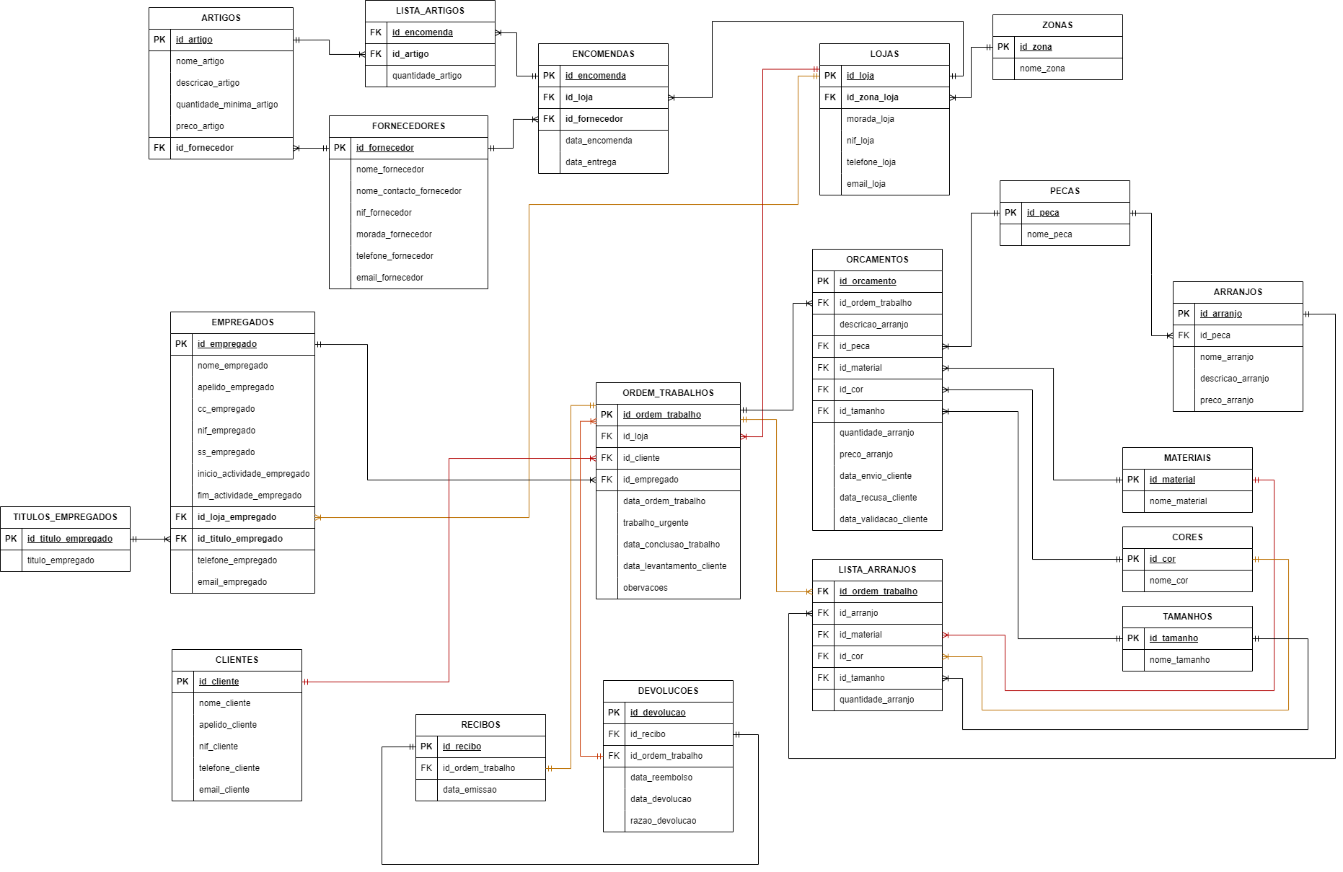 ARTIGOS
PK id_artigo
nome_artigo
descricao_artigo
quantidade_minima_artigo
preco_artigo
FK id_fornecedor
LISTA_ARTIGOS
FK id_encomenda
FK id_artigo
quantidade_artigo
ENCOMENDAS
PK id_encomenda
FK id_loja
FK id_fornecedor
data_encomenda
data_entrega
LOJAS
PK id_loja
FK id_zona_loja
morada_loja
nif_loja
telefone_loja
email_loja
ZONAS
PK id_zona
nome_zona
FORNECEDORES
PK id_fornecedor
nome_fornecedor
nome_contacto_fornecedor
nif_fornecedor
morada_fornecedor
telefone_fornecedor
email_fornecedor
PECAS
PK id_peca
nome_peca
ORCAMENTOS
PK id_orcamento
FK id_ordem_trabalho
descricao_arranjo
FK id_peca
FK id_material
FK id_cor
FK id_tamanho
quantidade_arranjo
preco_arranjo
data_envio_cliente
data_recusa_cliente
data_validacao_cliente
ARRANJOS
PK id_arranjo
FK id_peca
nome_arranjo
descricao_arranjo
preco_arranjo
EMPREGADOS
PK id_empregado
nome_empregado
apelido_empregado
cc_empregado
nif_empregado
ss_empregado
inicio_actividade_empregado
fim_actividade_empregado
FK id_loja_empregado
FK id_titulo_empregado
telefone_empregado
email_empregado
TITULOS_EMPREGADOS
PK id_titulo_empregado
titulo_empregado
ORDEM_TRABALHOS
PK id_ordem_trabalho
FK id_loja
FK id_cliente
FK id_empregado
data_ordem_trabalho
trabalho_urgente
data_conclusao_trabalho
data_levantamento_cliente
obervacoes
MATERIAIS
PK id_material
nome_material
CORES
PK id_cor
nome_cor
TAMANHOS
PK id_tamanho
nome_tamanho
LISTA_ARRANJOS
FK id_ordem_trabalho
FK id_arranjo
FK id_material
FK id_cor
FK id_tamanho
quantidade_arranjo
CLIENTES
PK id_cliente
nome_cliente
apelido_cliente
nif_cliente
telefone_cliente
email_cliente
RECIBOS
PK id_recibo
FK id_ordem_trabalho
data_emissao
DEVOLUCOES
PK id_devolucao
FK id_recibo
FK id_ordem_trabalho
data_reembolso
data_devolucao
razao_devolucao